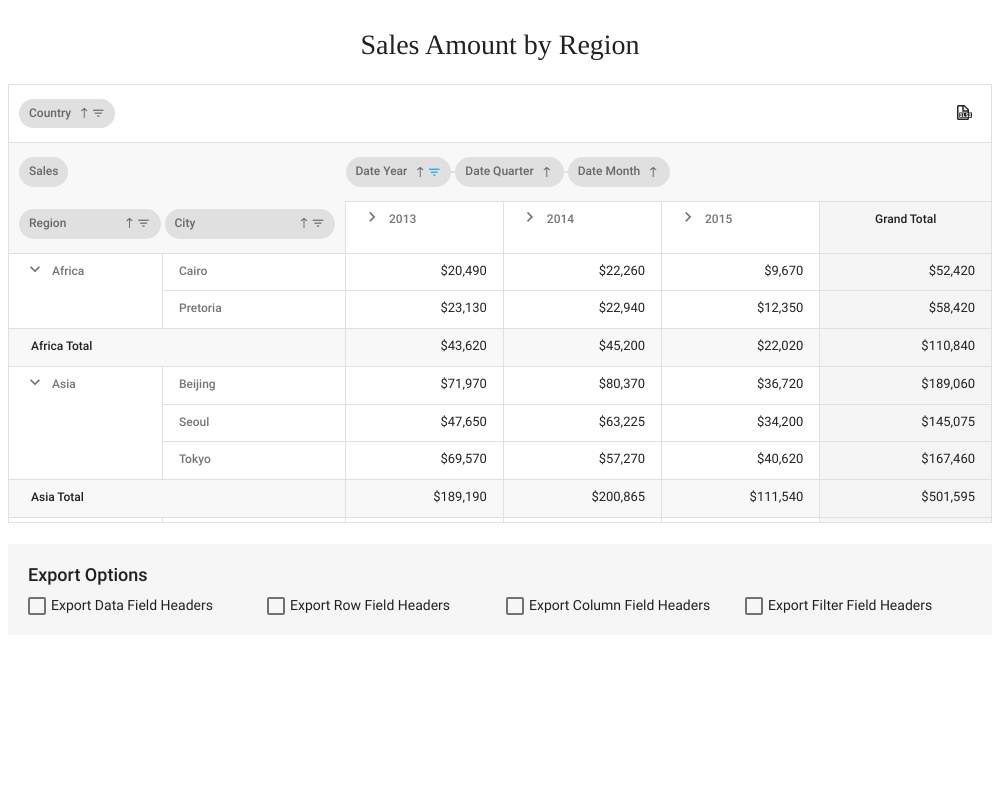 Sales Amount by Region
Country
Sales
Date Year Date Quarter Date Month
Region City
2013 2014 2015 Grand Total
Africa Cairo $20,490 $22,260 $9,670 $52,420
Pretoria $23,130 $22,940 $12,350 $58,420
Africa Total $43,620 $45,200 $22,020 $110,840
Asia Beijing $71,970 $80,370 $36,720 $189,060
Seoul $47,650 $63,225 $34,200 $145,075
Tokyo $69,570 $57,270 $40,620 $167,460
Asia Total $189,190 $200,865 $111,540 $501,595
Export Options
Export Data Field Headers Export Row Field Headers Export Column Field Headers Export Filter Field Headers